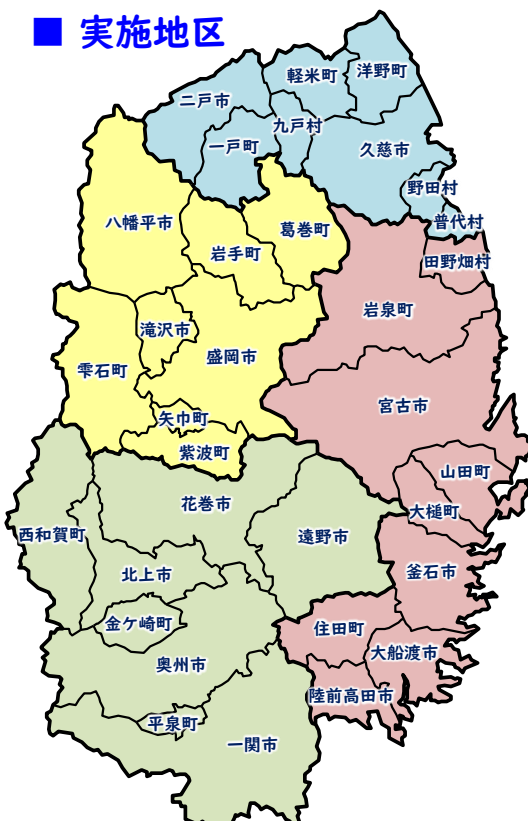 ■ 実施地区
洋野町
軽米町
二戸市
九戸村
一戸町
久慈市
野田村
普代村
八幡平市
葛巻町
岩手町
田野畑村
岩泉町
滝沢市
盛岡市
雫石町
宮古市
矢巾町
紫波町
山田町
花巻市
大槌町
西和賀町
遠野市
釜石市
北上市
金ケ崎町
住田町
大船渡市
奥州市
陸前高田市
平泉町
一関市